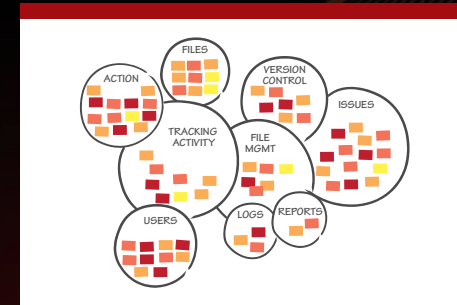 FILES
ACTION
VERSION
CONTROL
ISSUES
TRACKING
ACTIVITY
FILE
MGMT
USERS
LOGS
REPORTS